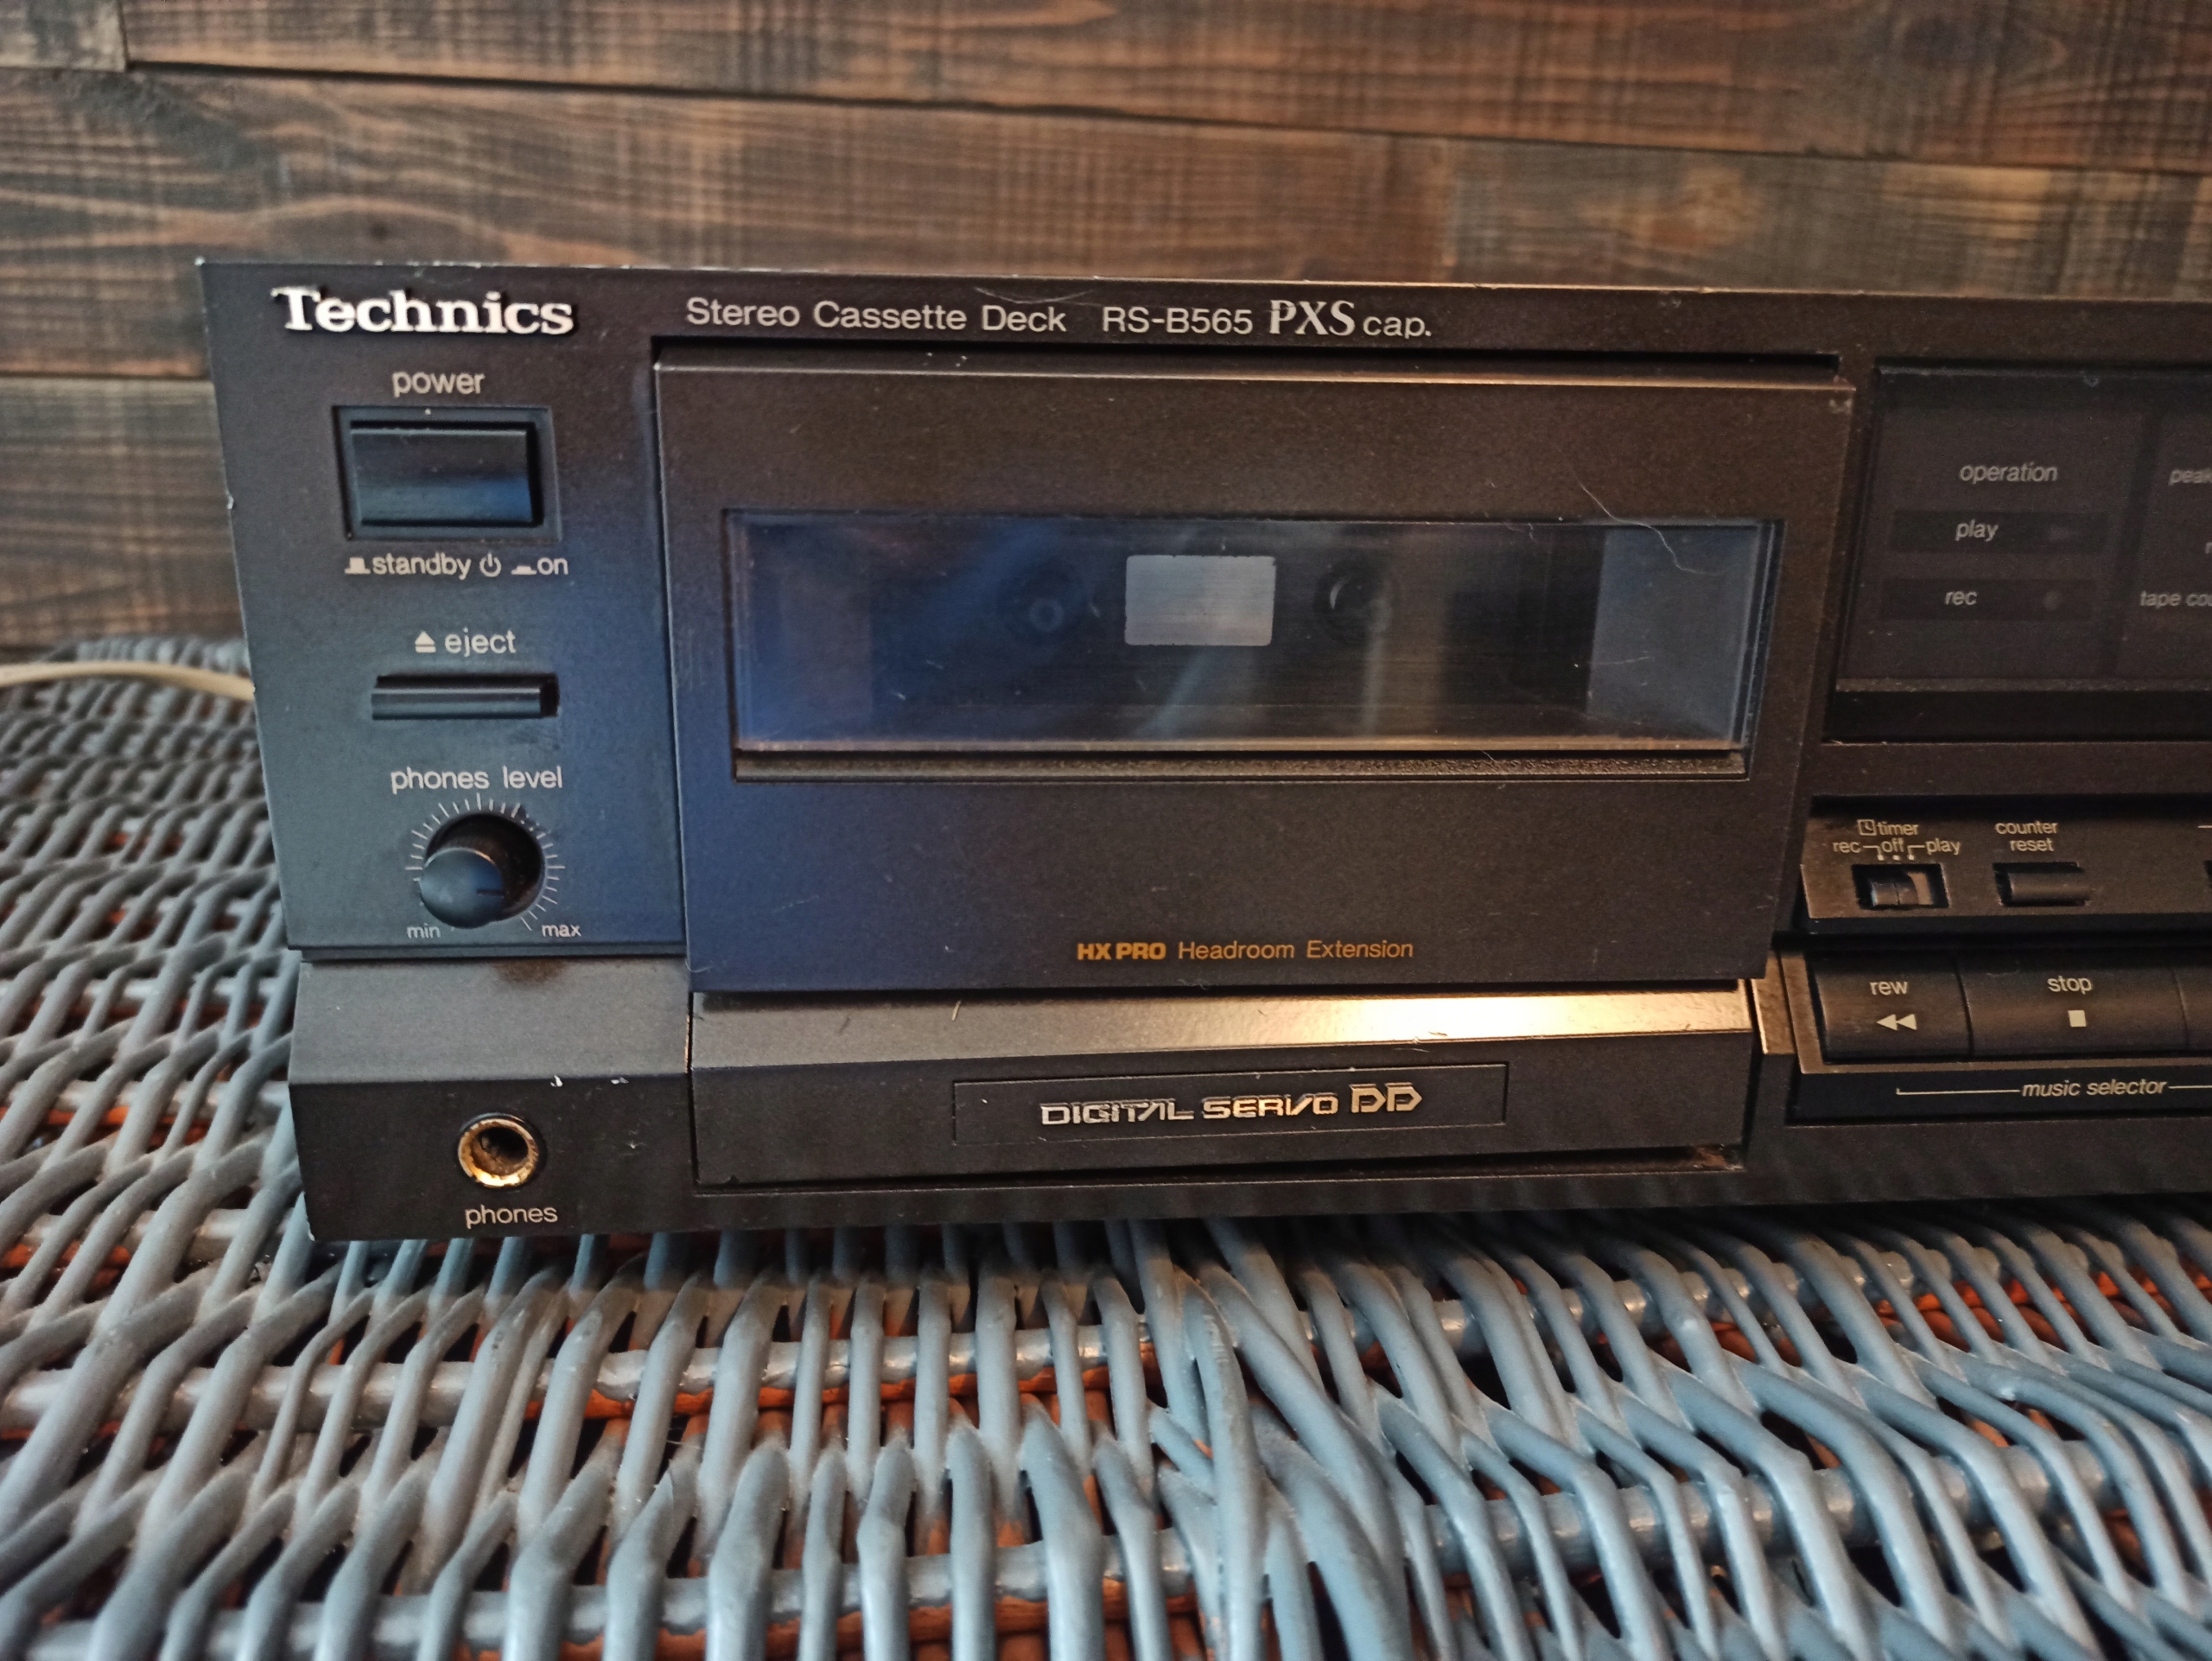 Technics
Stereo Cassette Deck RS-B565 PXS cap.
power
standby on
eject
phones level
min max
phones
HX PRO Headroom Extension
DIGITAL SERVO DD
operation
play
rec
tape
timer
rec off play
counter
reset
rew
stop
music selector